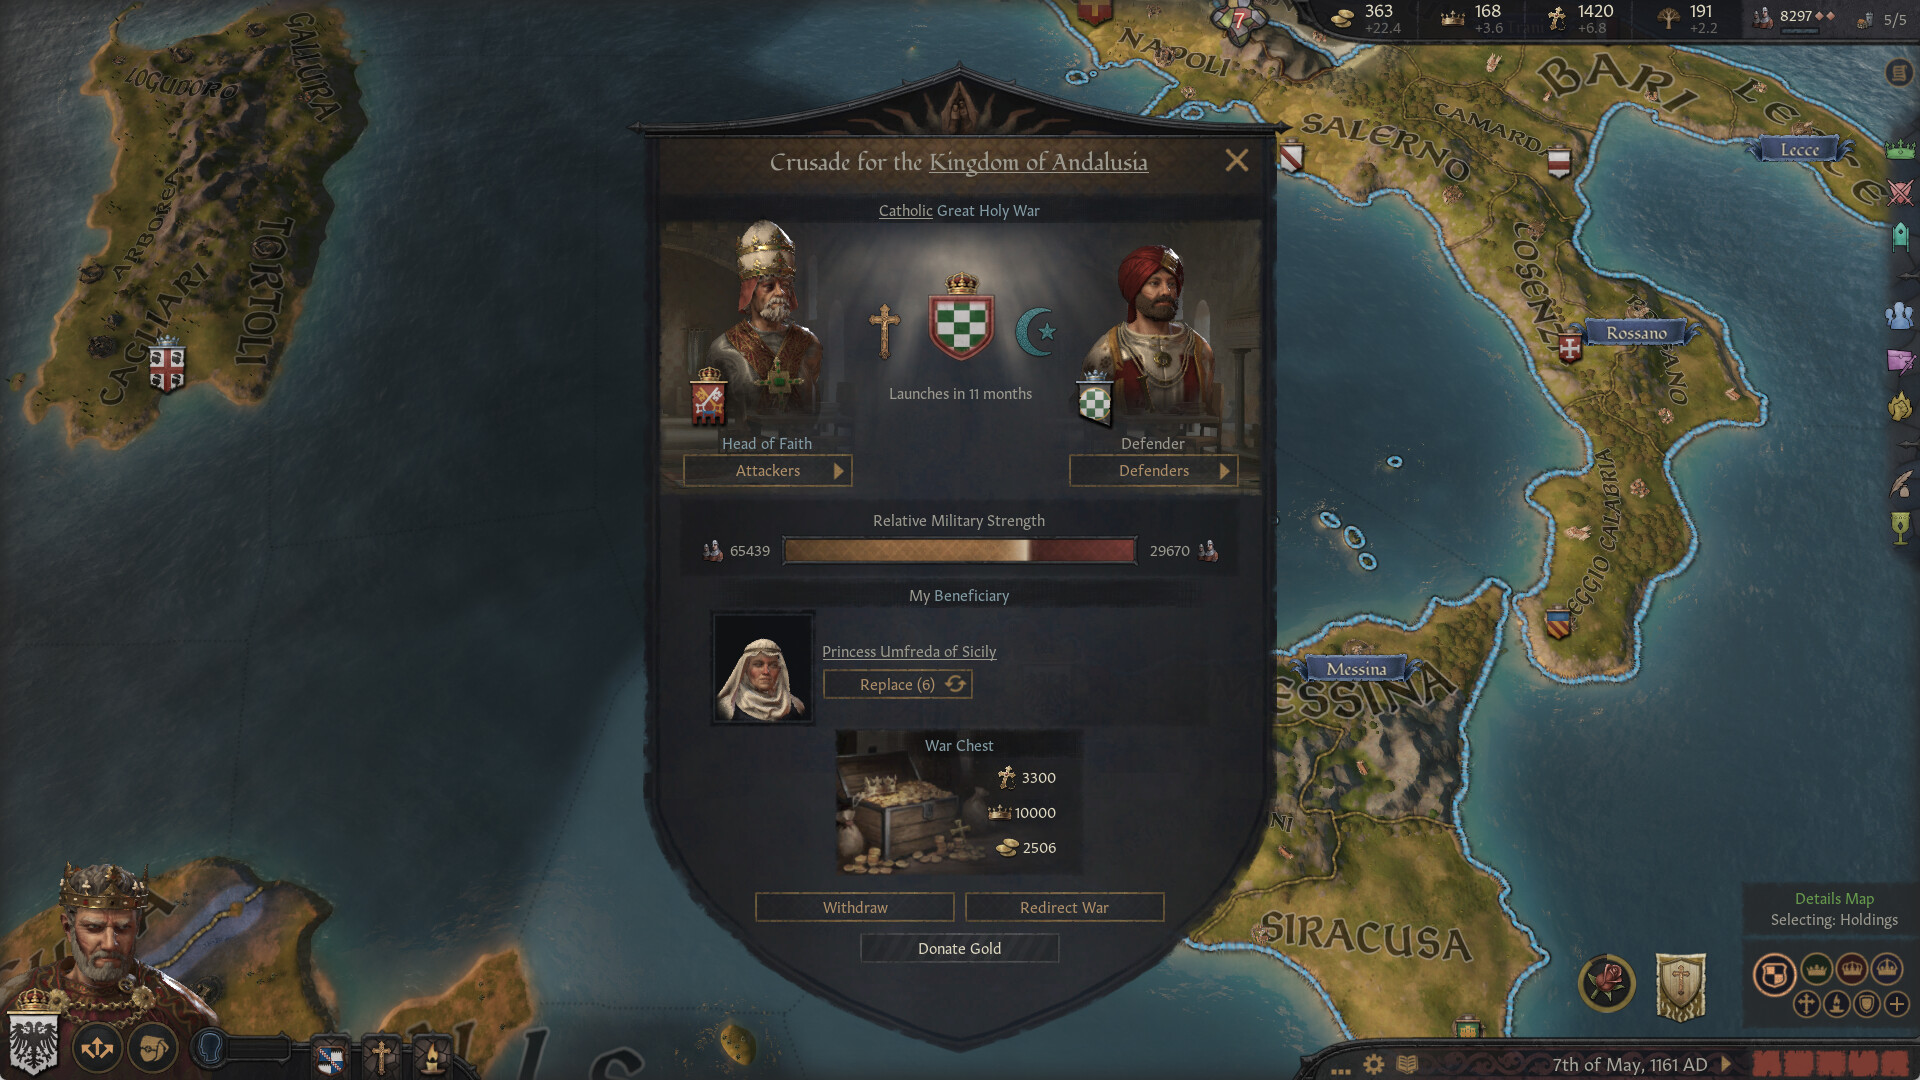 363
+22.4
168
+3.6
1420
+6.8
191
+2.2
8297
5/5
7
LOGUDORO
GALLURA
ARBOREA
TORTOLI
CAGLIARI
NAPOLI
SALERNO
CAMARDA
BARI
LECCE
Lecce
COSENZA
Rossano
REGGIO CALABRIA
Messina
MESSINA
SIRACUSA
Crusade for the Kingdom of Andalusia
Catholic Great Holy War
Launches in 11 months
Head of Faith
Attackers
Defender
Defenders
Relative Military Strength
65439
29670
My Beneficiary
Princess Umfreda of Sicily
Replace (6)
War Chest
3300
10000
2506
Withdraw
Redirect War
Donate Gold
Details Map
Selecting: Holdings
7th of May, 1161 AD